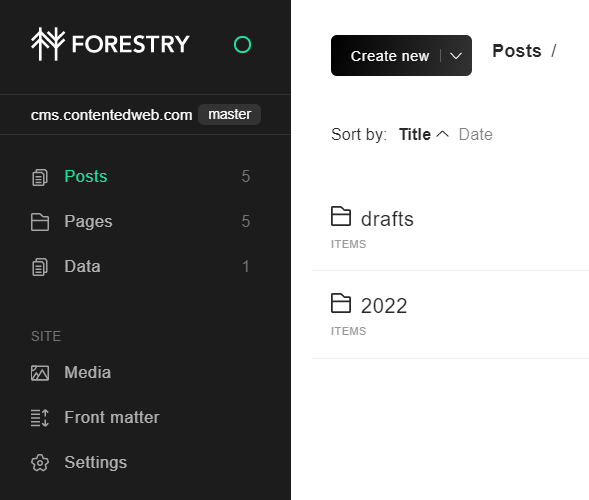 FORESTRY
cms.contentedweb.com master
Posts 5
Pages 5
Data 1
SITE
Media
Front matter
Settings
Create new
Posts /
Sort by: Title Date
drafts
ITEMS
2022
ITEMS